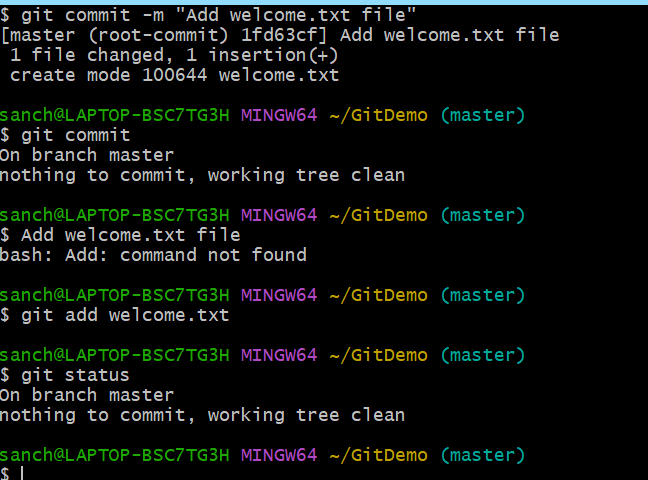 $ git commit -m "Add welcome.txt file"
[master (root-commit) 1fd63cf] Add welcome.txt file
 1 file changed, 1 insertion(+)
 create mode 100644 welcome.txt
sanch@LAPTOP-BSC7TG3H MINGW64 ~/GitDemo (master)
$ git commit
On branch master
nothing to commit, working tree clean
sanch@LAPTOP-BSC7TG3H MINGW64 ~/GitDemo (master)
$ Add welcome.txt file
bash: Add: command not found
sanch@LAPTOP-BSC7TG3H MINGW64 ~/GitDemo (master)
$ git add welcome.txt
sanch@LAPTOP-BSC7TG3H MINGW64 ~/GitDemo (master)
$ git status
On branch master
nothing to commit, working tree clean
sanch@LAPTOP-BSC7TG3H MINGW64 ~/GitDemo (master)
$